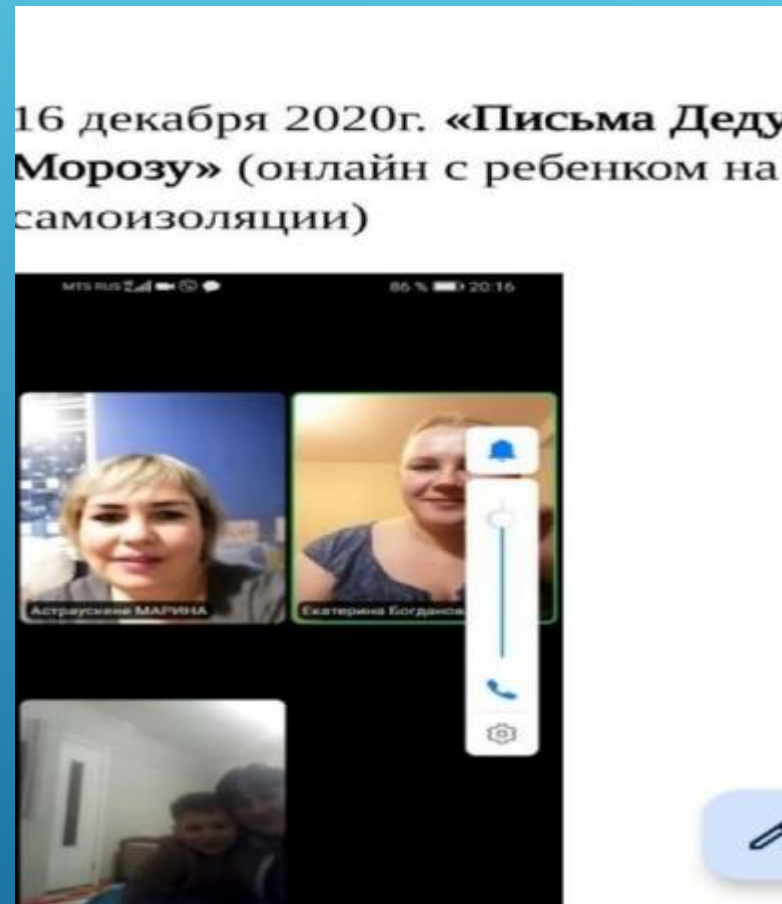 16 декабря 2020г. «Письма Деду
Морозу» (онлайн с ребенком на
самоизоляции)
MTS RUS 86 % 20:16
Астраускене МАРИНА
Екатерина Богданов